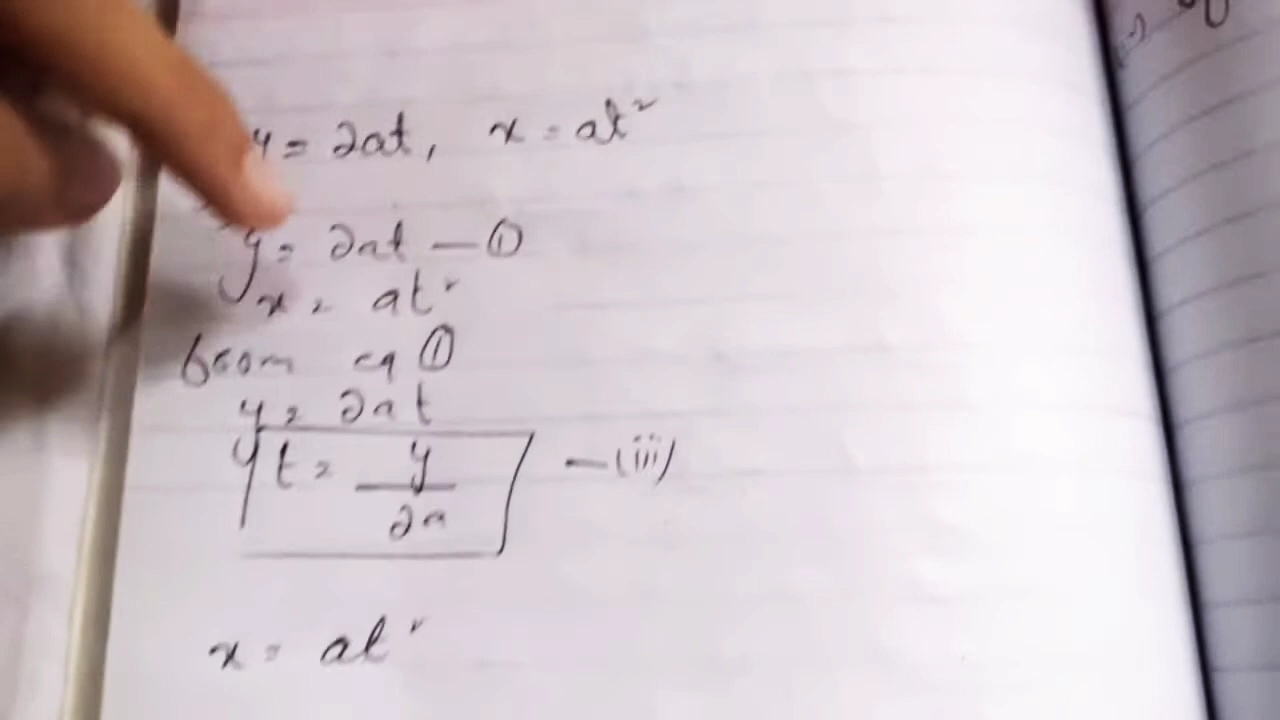 y = 2at, x = at²
y = 2at — ①
x = at²
from eq ①
y = 2at
t = y/2a — (iii)
x = at²